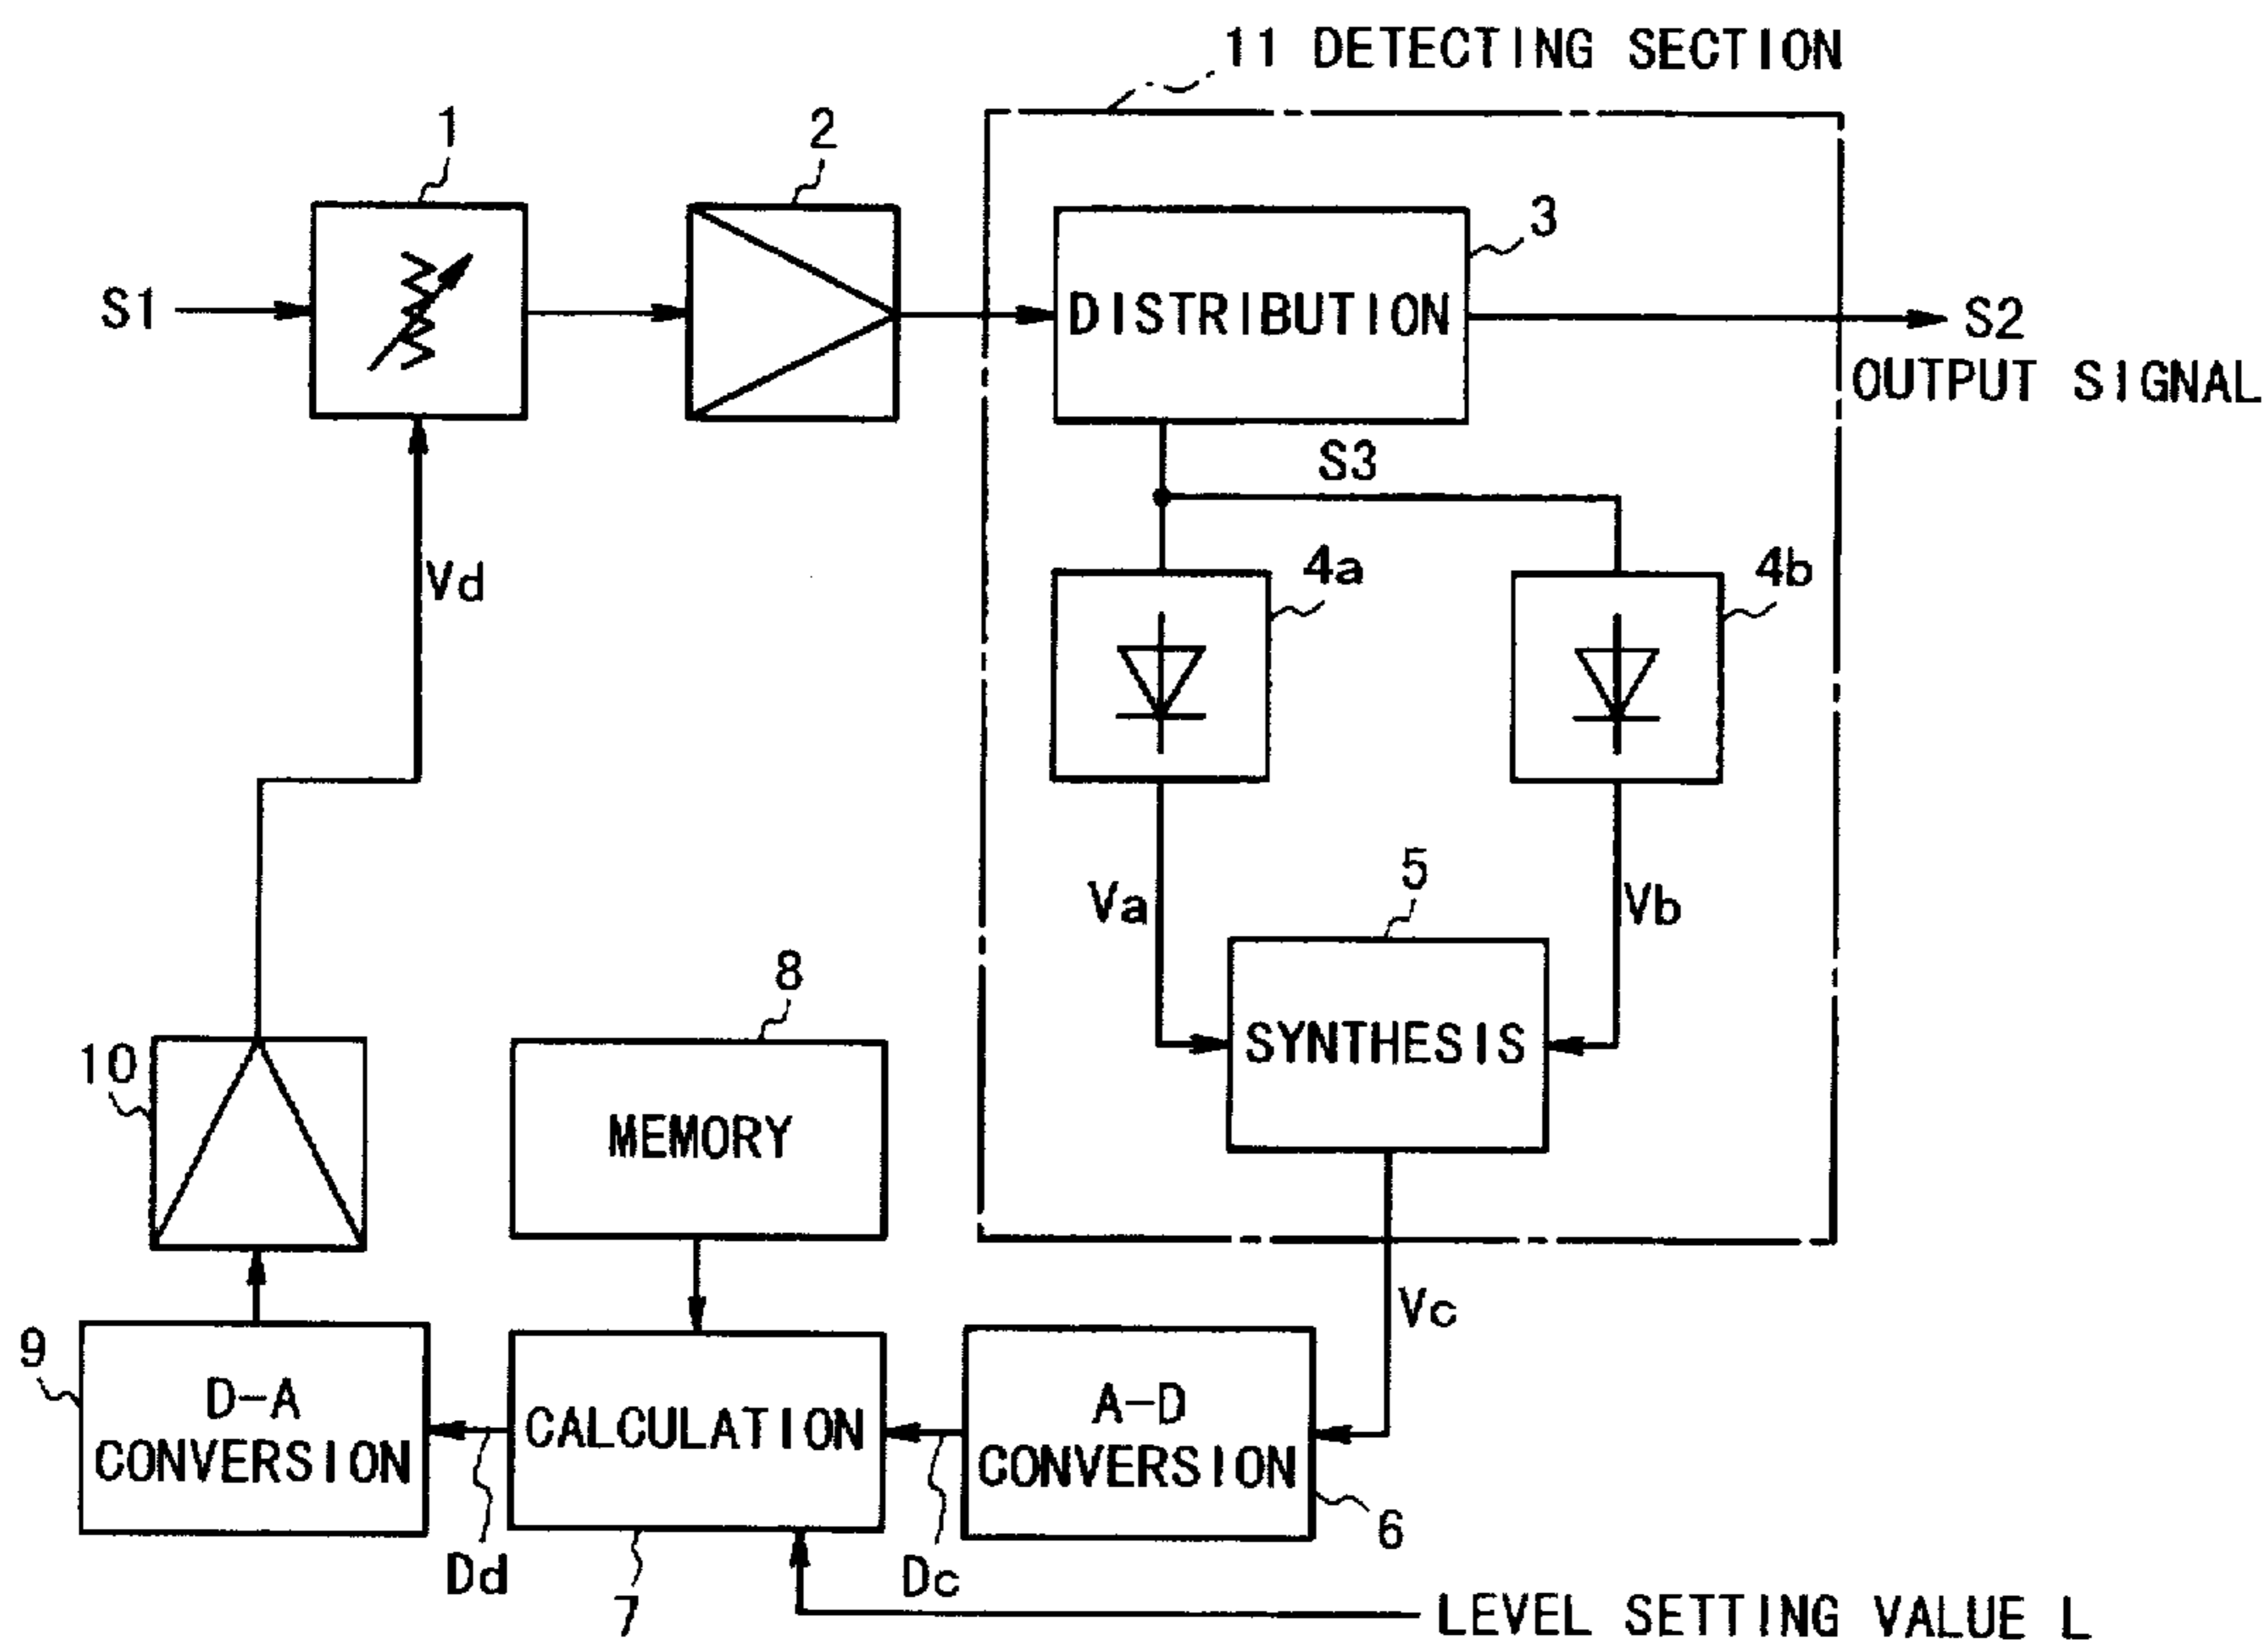 11 DETECTING SECTION
1
2
3
S1
DISTRIBUTION
S2
OUTPUT SIGNAL
S3
4a
4b
Vd
Va
5
Vb
SYNTHESIS
8
10
MEMORY
Vc
9
D-A
CONVERSION
CALCULATION
A-D
CONVERSION
6
Dd
7
Dc
LEVEL SETTING VALUE L